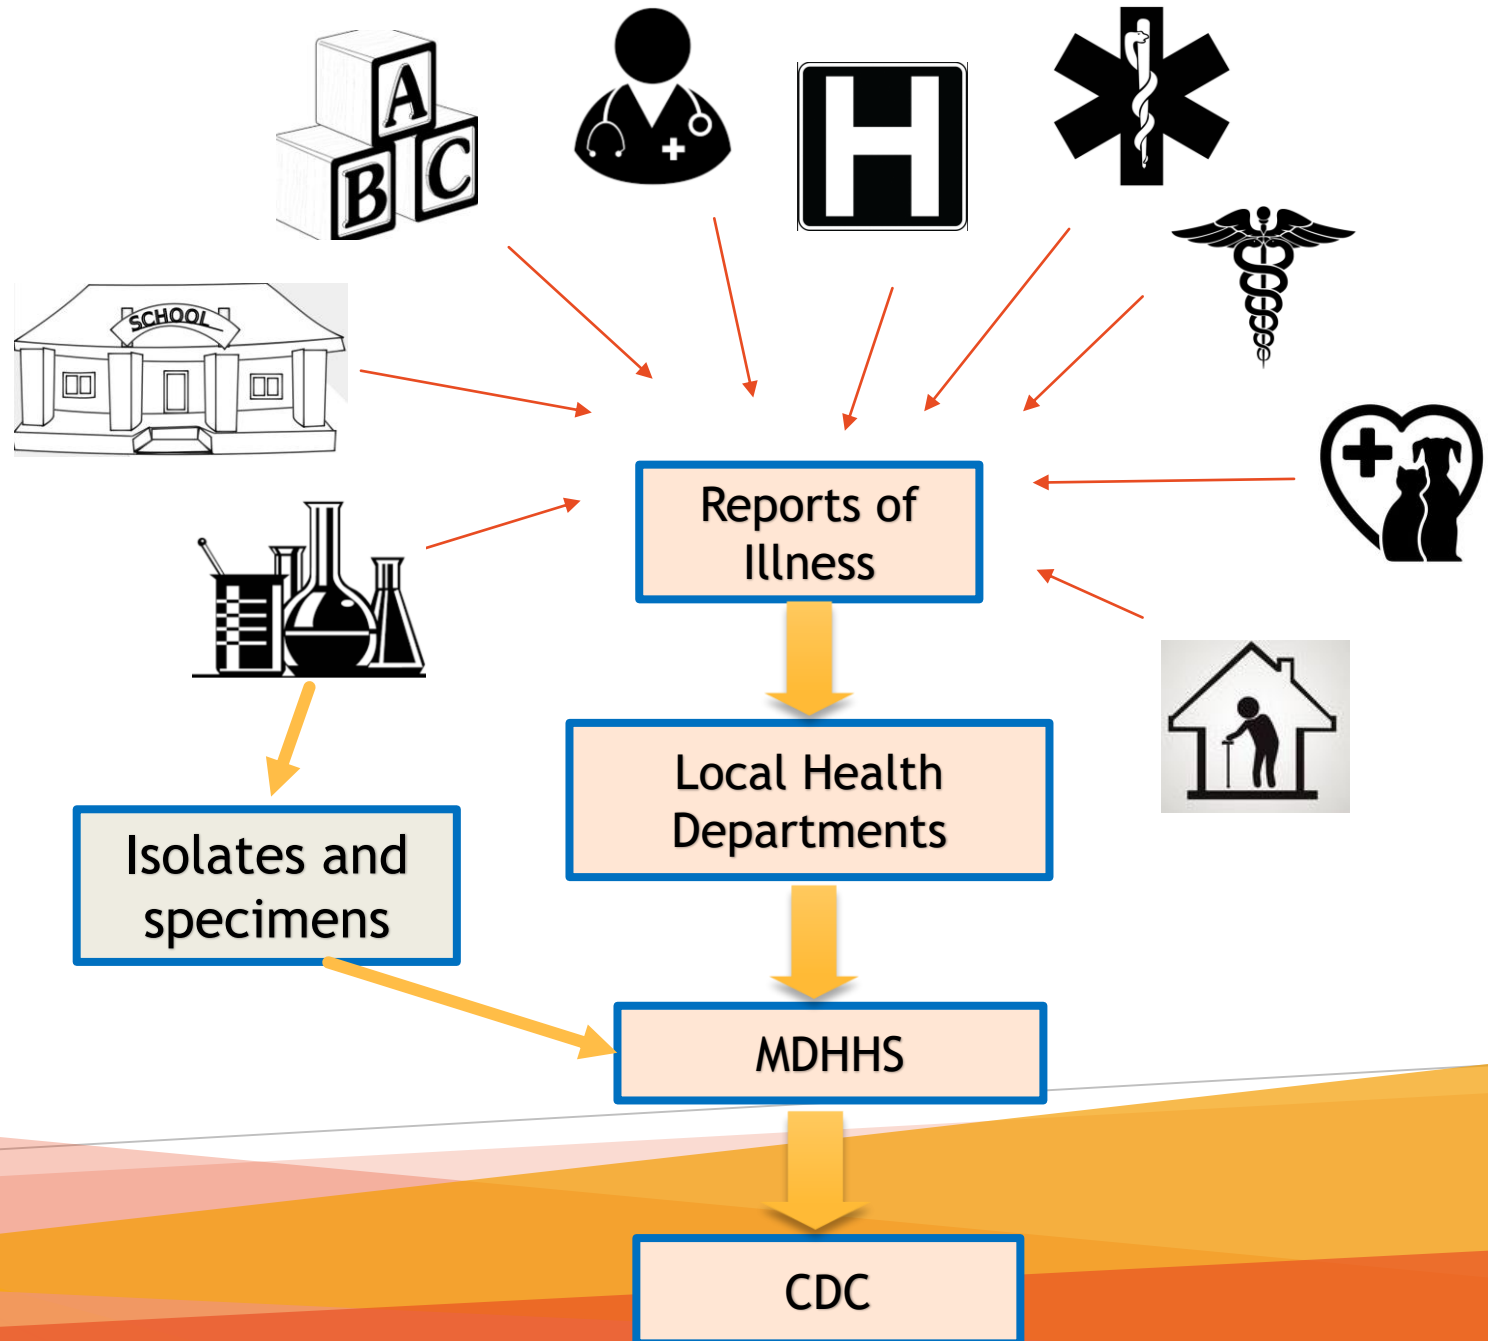 A
B
C
H
SCHOOL
Reports of
Illness
Local Health
Departments
Isolates and
specimens
MDHHS
CDC